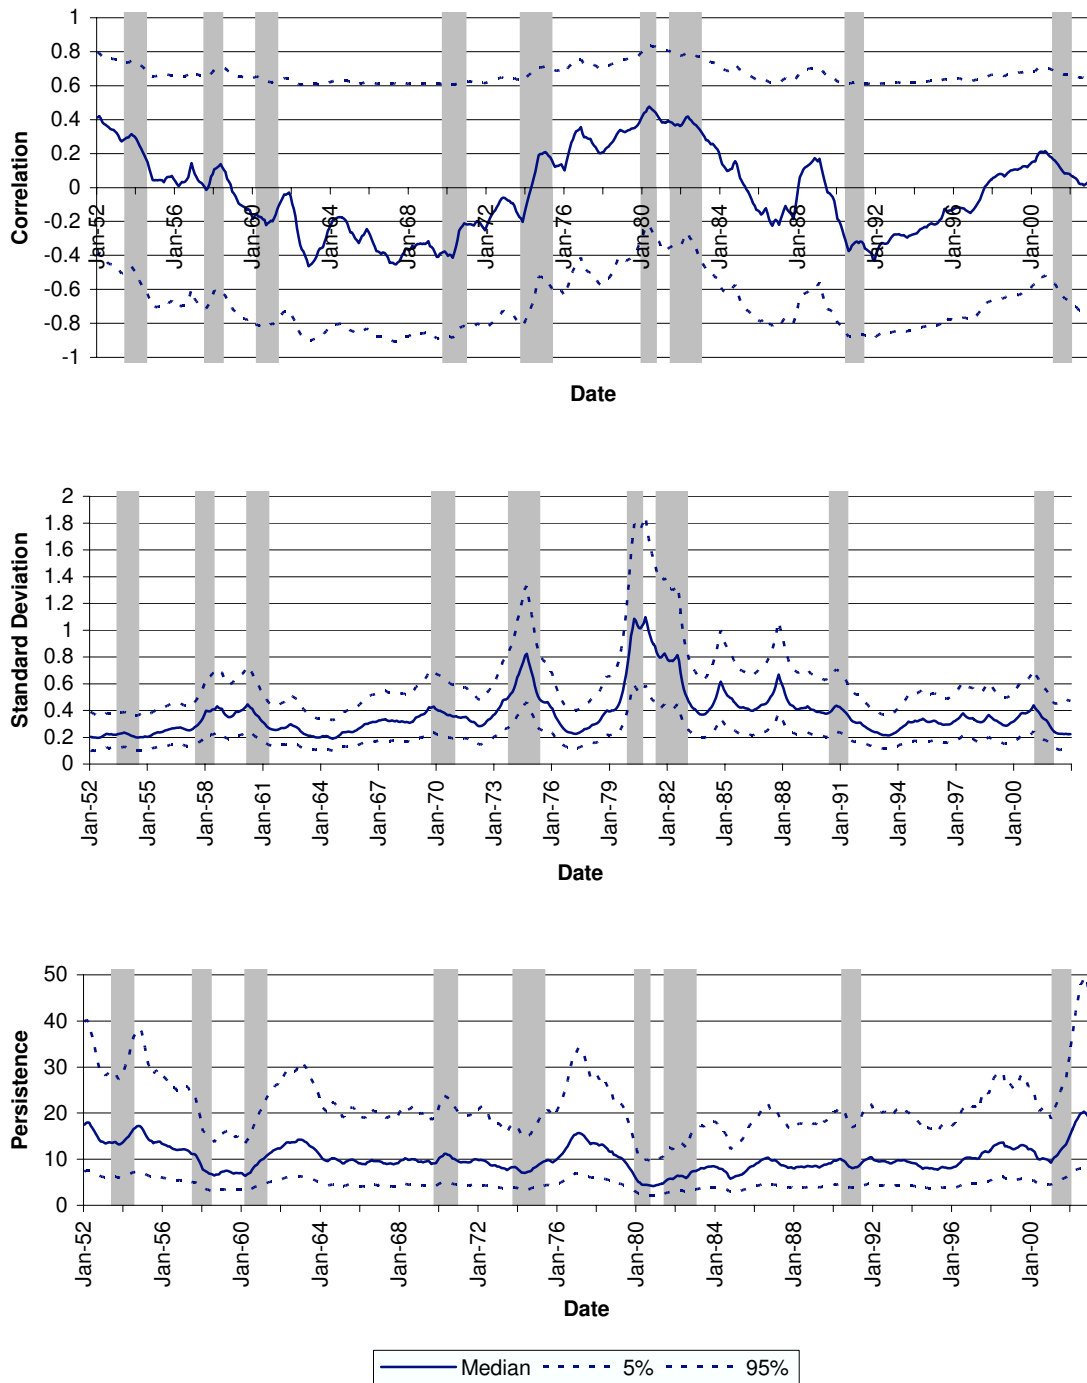 1
0.8
0.6
0.4
0.2
0
-0.2
-0.4
-0.6
-0.8
-1
Correlation
Jan-52
Jan-56
Jan-60
Jan-64
Jan-68
Jan-72
Jan-76
Jan-80
Jan-84
Jan-88
Jan-92
Jan-96
Jan-00
Date
2
1.8
1.6
1.4
1.2
1
0.8
0.6
0.4
0.2
0
Standard Deviation
Jan-52
Jan-55
Jan-58
Jan-61
Jan-64
Jan-67
Jan-70
Jan-73
Jan-76
Jan-79
Jan-82
Jan-85
Jan-88
Jan-91
Jan-94
Jan-97
Jan-00
Date
50
40
30
20
10
0
Persistence
Jan-52
Jan-56
Jan-60
Jan-64
Jan-68
Jan-72
Jan-76
Jan-80
Jan-84
Jan-88
Jan-92
Jan-96
Jan-00
Date
Median 5% 95%